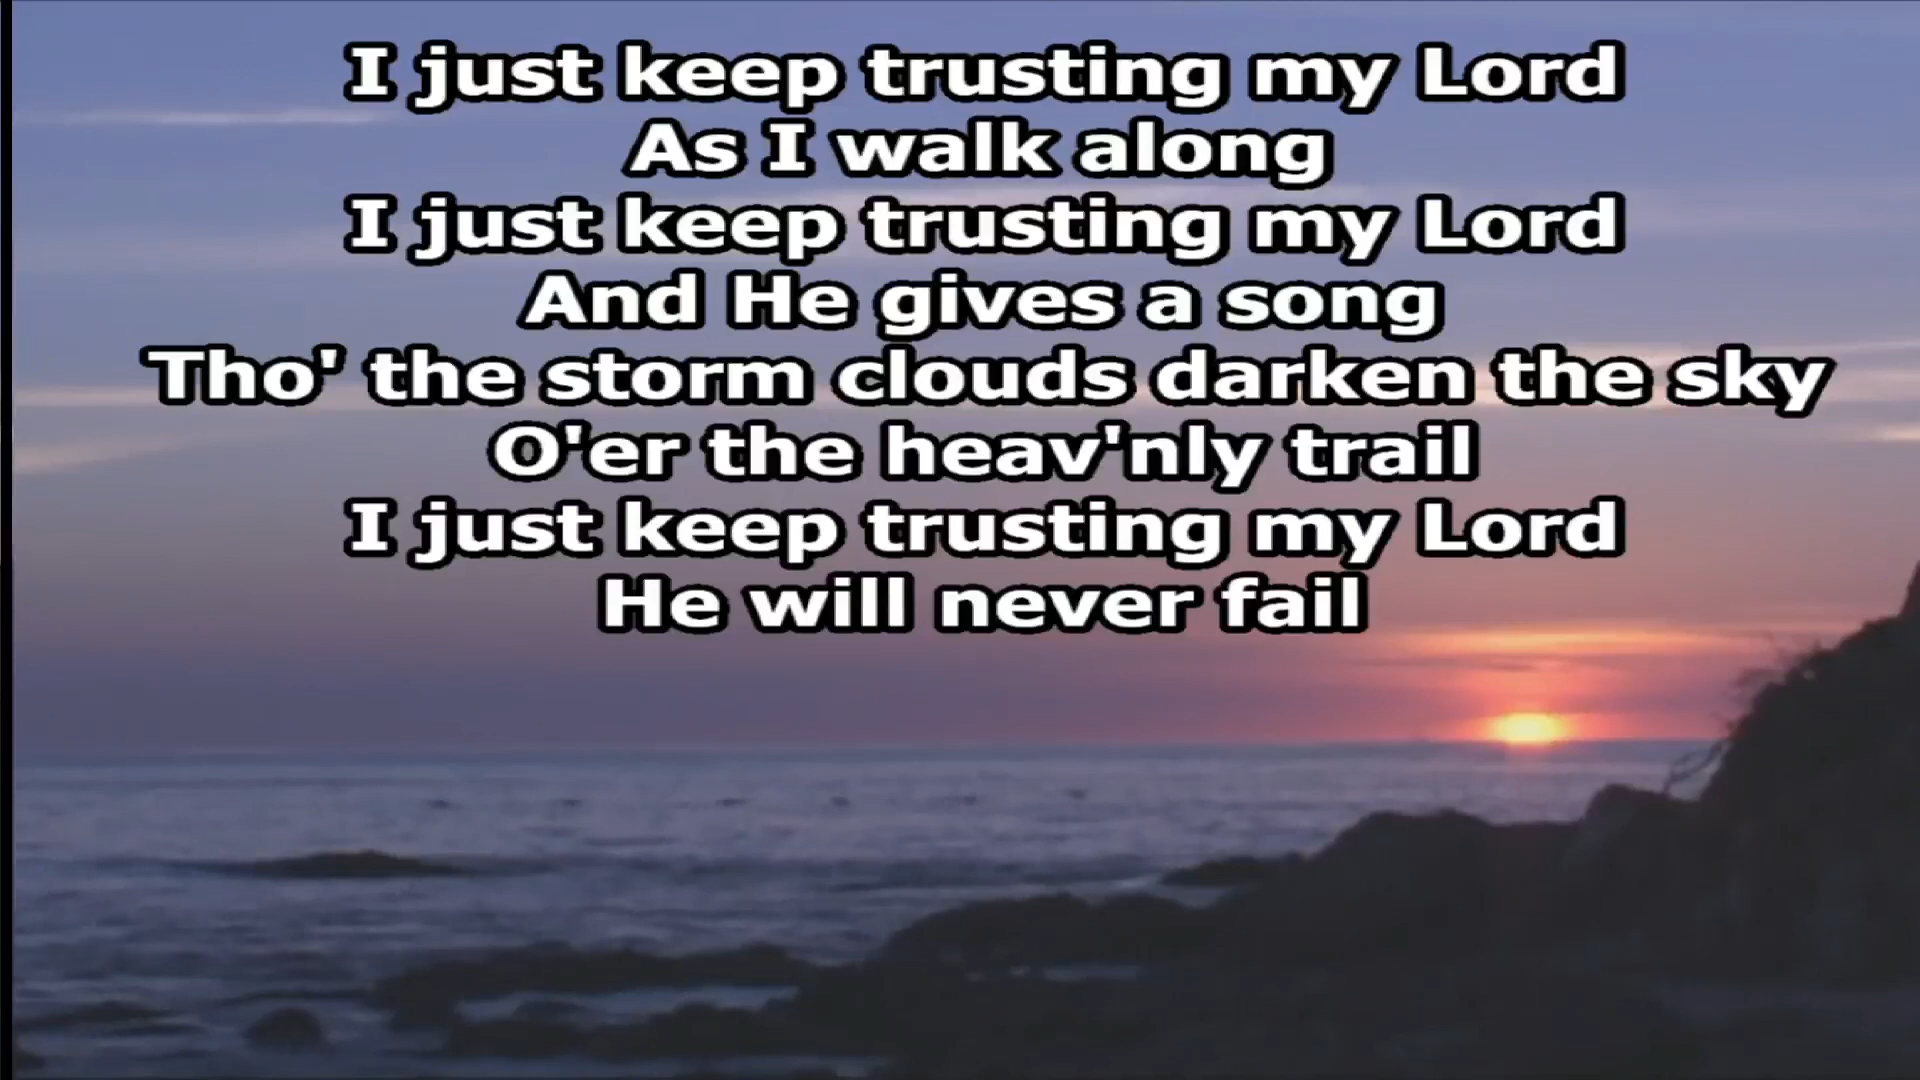 I just keep trusting my Lord
As I walk along
I just keep trusting my Lord
And He gives a song
Tho' the storm clouds darken the sky
O'er the heav'nly trail
I just keep trusting my Lord
He will never fail